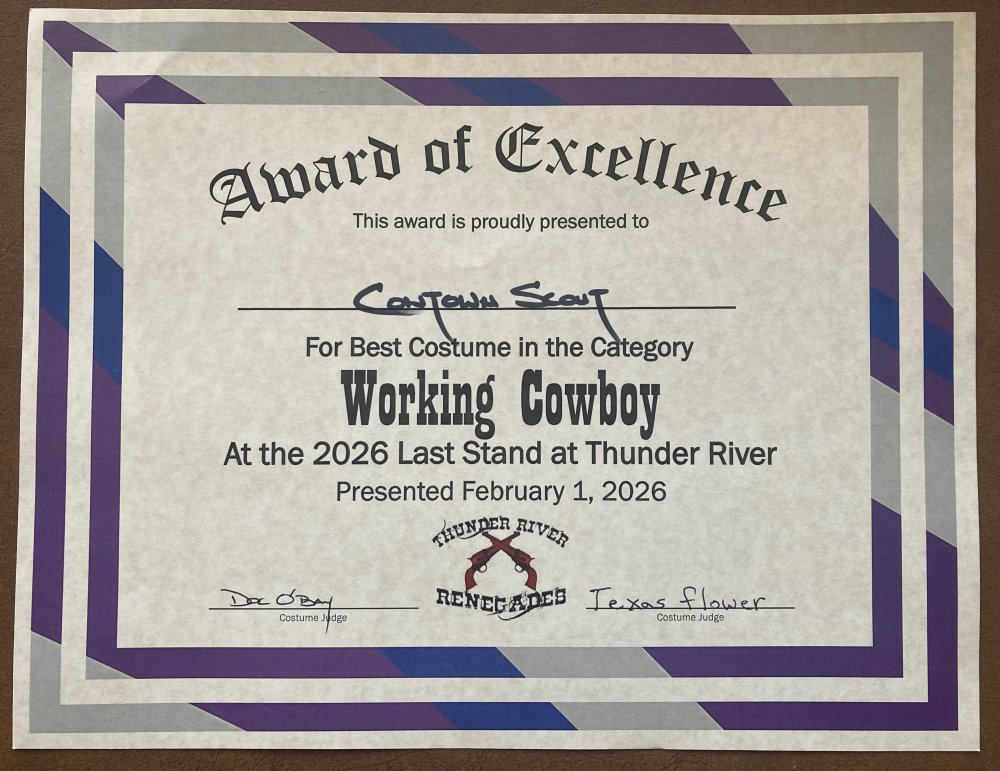 Award of Excellence
This award is proudly presented to
Cowtown Scout
For Best Costume in the Category
Working Cowboy
At the 2026 Last Stand at Thunder River
Presented February 1, 2026
THUNDER RIVER
RENEGADES
Doc O'Bay
Costume Judge
Texas Flower
Costume Judge